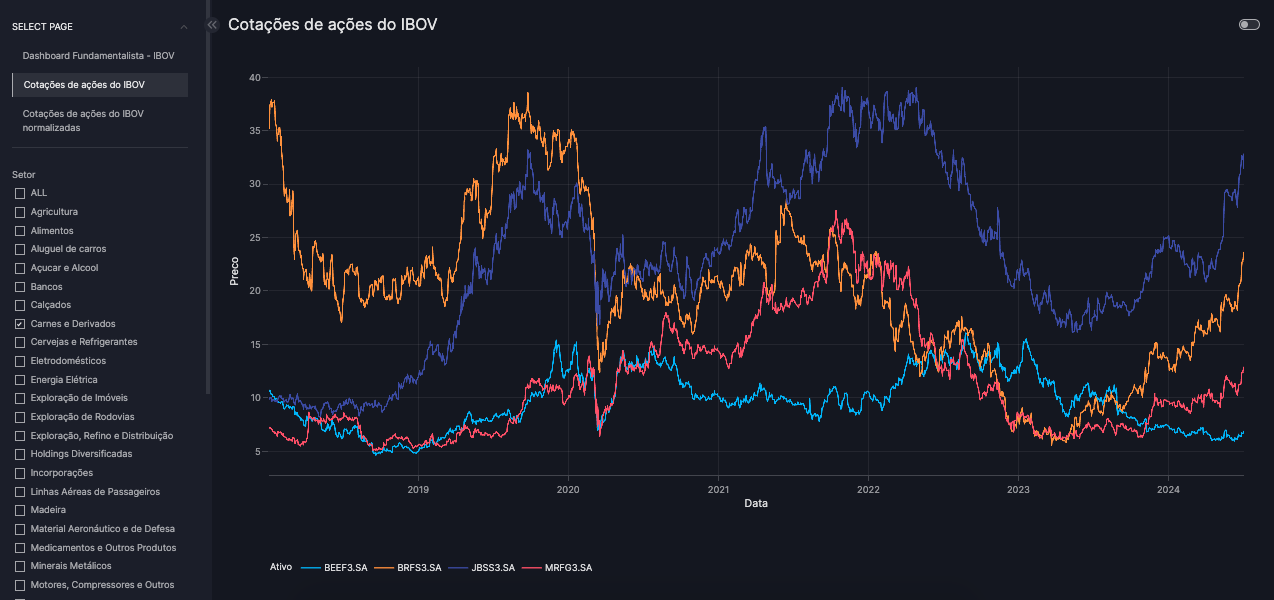 SELECT PAGE
Dashboard Fundamentalista - IBOV
Cotações de ações do IBOV
Cotações de ações do IBOV
normalizadas
Setor
ALL
Agricultura
Alimentos
Aluguel de carros
Açucar e Alcool
Bancos
Calçados
Carnes e Derivados
Cervejas e Refrigerantes
Eletrodomésticos
Energia Elétrica
Exploração de Imóveis
Exploração de Rodovias
Exploração, Refino e Distribuição
Holdings Diversificadas
Incorporações
Linhas Aéreas de Passageiros
Madeira
Material Aeronáutico e de Defesa
Medicamentos e Outros Produtos
Minerais Metálicos
Motores, Compressores e Outros
Cotações de ações do IBOV
Preco
40
35
30
25
20
15
10
5
2019
2020
2021
2022
2023
2024
Data
Ativo
BEEF3.SA
BRFS3.SA
JBSS3.SA
MRFG3.SA